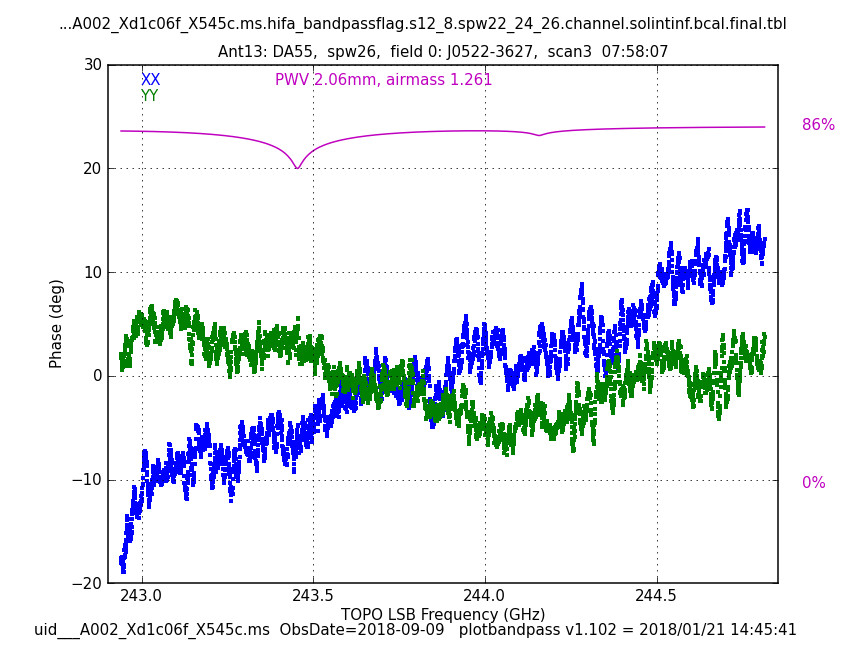 ...A002_Xd1c06f_X545c.ms.hifa_bandpassflag.s12_8.spw22_24_26.channel.solintinf.bcal.final.tbl
Ant13: DA55,  spw26,  field 0: J0522-3627,  scan3  07:58:07
30
XX
PWV 2.06mm, airmass 1.261
YY
86%
20
10
Phase (deg)
0
−10
0%
−20
243.0 243.5 244.0 244.5
TOPO LSB Frequency (GHz)
uid___A002_Xd1c06f_X545c.ms  ObsDate=2018-09-09   plotbandpass v1.102 = 2018/01/21 14:45:41